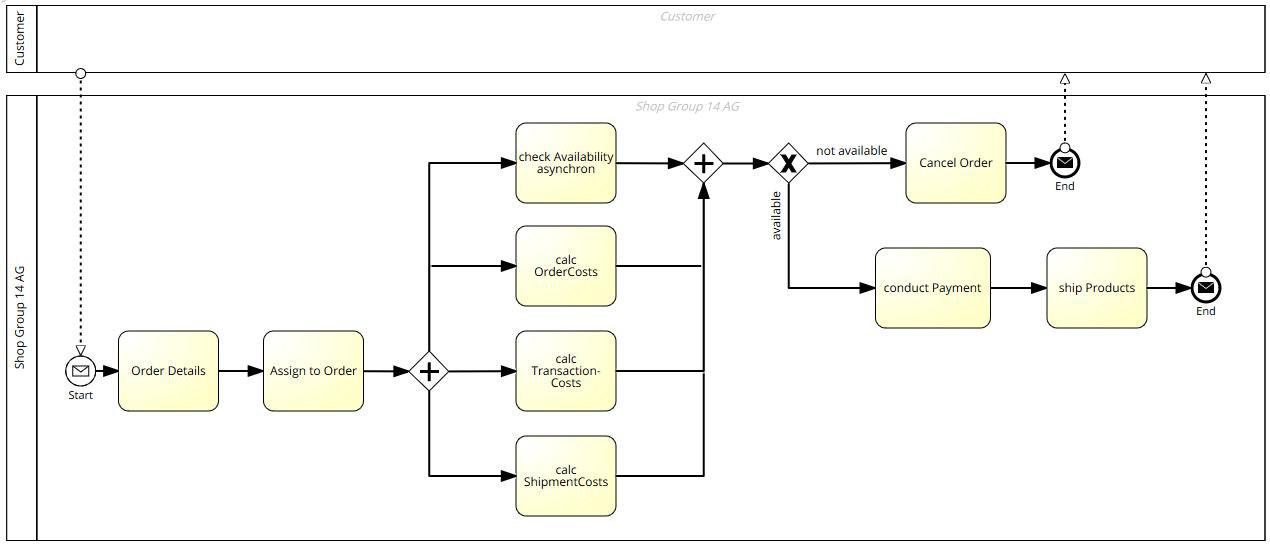 Customer
Customer
Shop Group 14 AG
Shop Group 14 AG
check Availability
asynchron
not available
Cancel Order
End
available
calc
OrderCosts
conduct Payment
ship Products
End
Start
Order Details
Assign to Order
calc
Transaction-
Costs
calc
ShipmentCosts